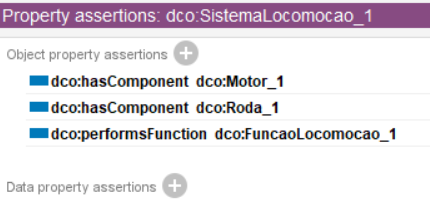 Property assertions: dco:SistemaLocomocao_1
Object property assertions
dco:hasComponent dco:Motor_1
dco:hasComponent dco:Roda_1
dco:performsFunction dco:FuncaoLocomocao_1
Data property assertions